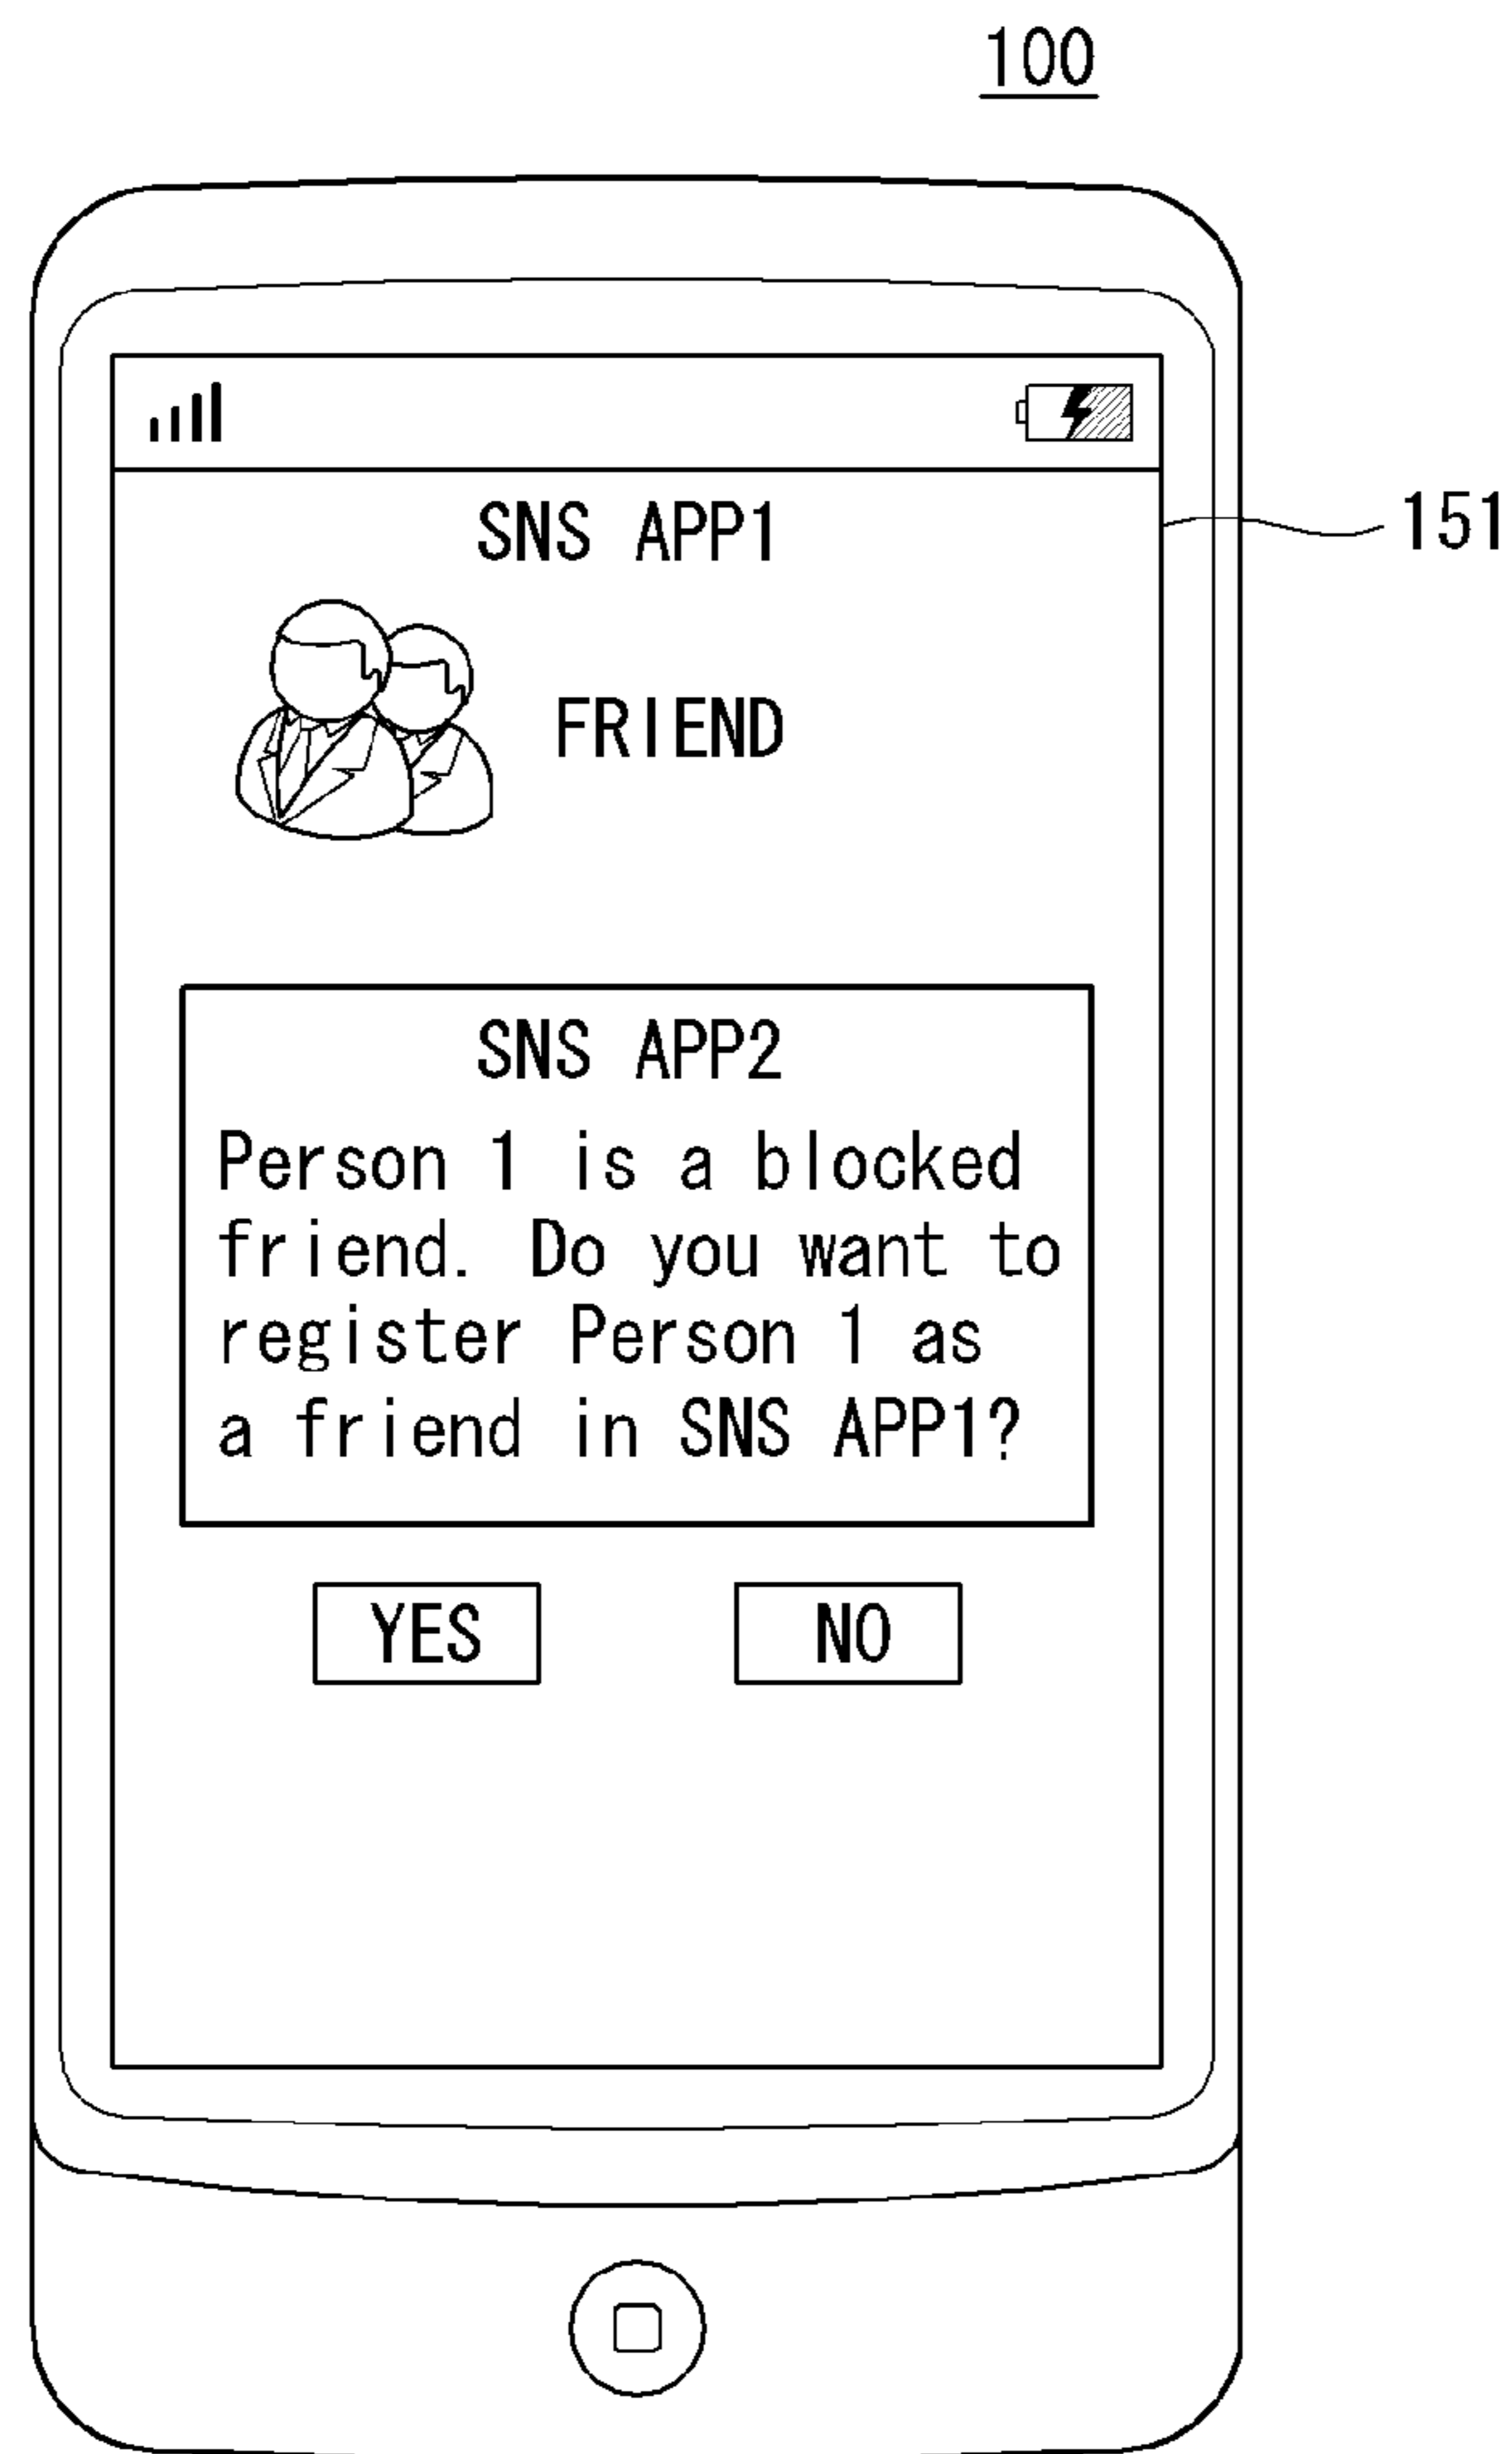 100
151
SNS APP1
FRIEND
SNS APP2
Person 1 is a blocked
friend. Do you want to
register Person 1 as
a friend in SNS APP1?
YES NO